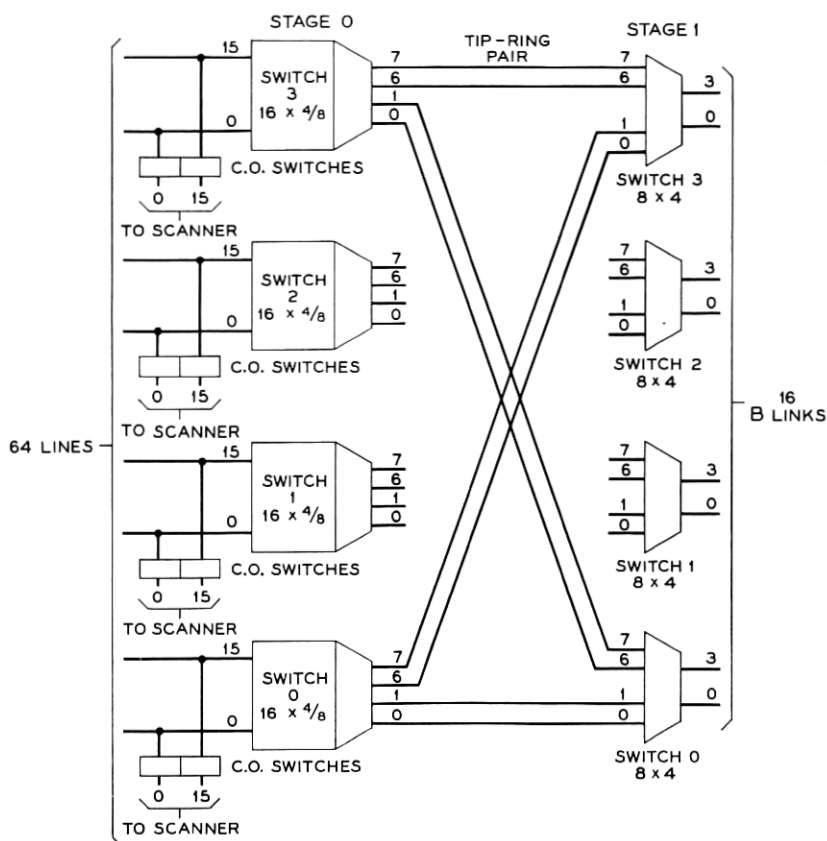 STAGE 0
STAGE 1
TIP-RING
PAIR
15
SWITCH
3
16 x 4/8
7
6
1
0
7
6
1
0
3
0
0
C.O. SWITCHES
0 15
TO SCANNER
SWITCH 3
8 x 4
15
SWITCH
2
16 x 4/8
7
6
1
0
7
6
1
0
3
0
0
C.O. SWITCHES
0 15
TO SCANNER
SWITCH 2
8 x 4
64 LINES
16
B LINKS
15
SWITCH
1
16 x 4/8
7
6
1
0
7
6
1
0
3
0
0
C.O. SWITCHES
0 15
TO SCANNER
SWITCH 1
8 x 4
15
SWITCH
0
16 x 4/8
7
6
1
0
7
6
1
0
3
0
0
C.O. SWITCHES
0 15
TO SCANNER
SWITCH 0
8 x 4